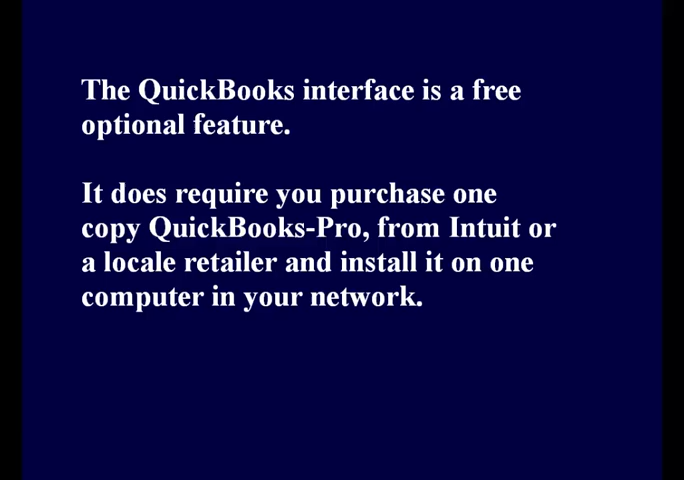 The QuickBooks interface is a free
optional feature.
It does require you purchase one
copy QuickBooks-Pro, from Intuit or
a locale retailer and install it on one
computer in your network.